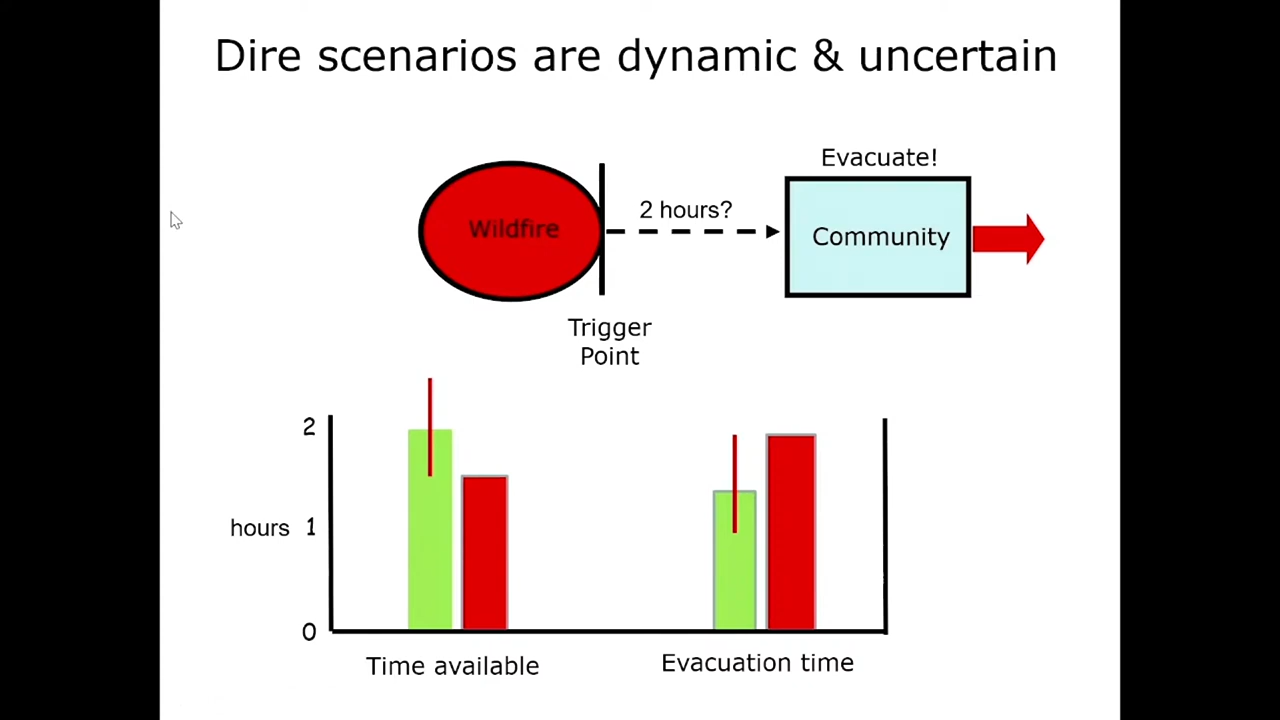 Dire scenarios are dynamic & uncertain
Evacuate!
Wildfire
2 hours?
Community
Trigger
Point
2
hours 1
0
Time available
Evacuation time